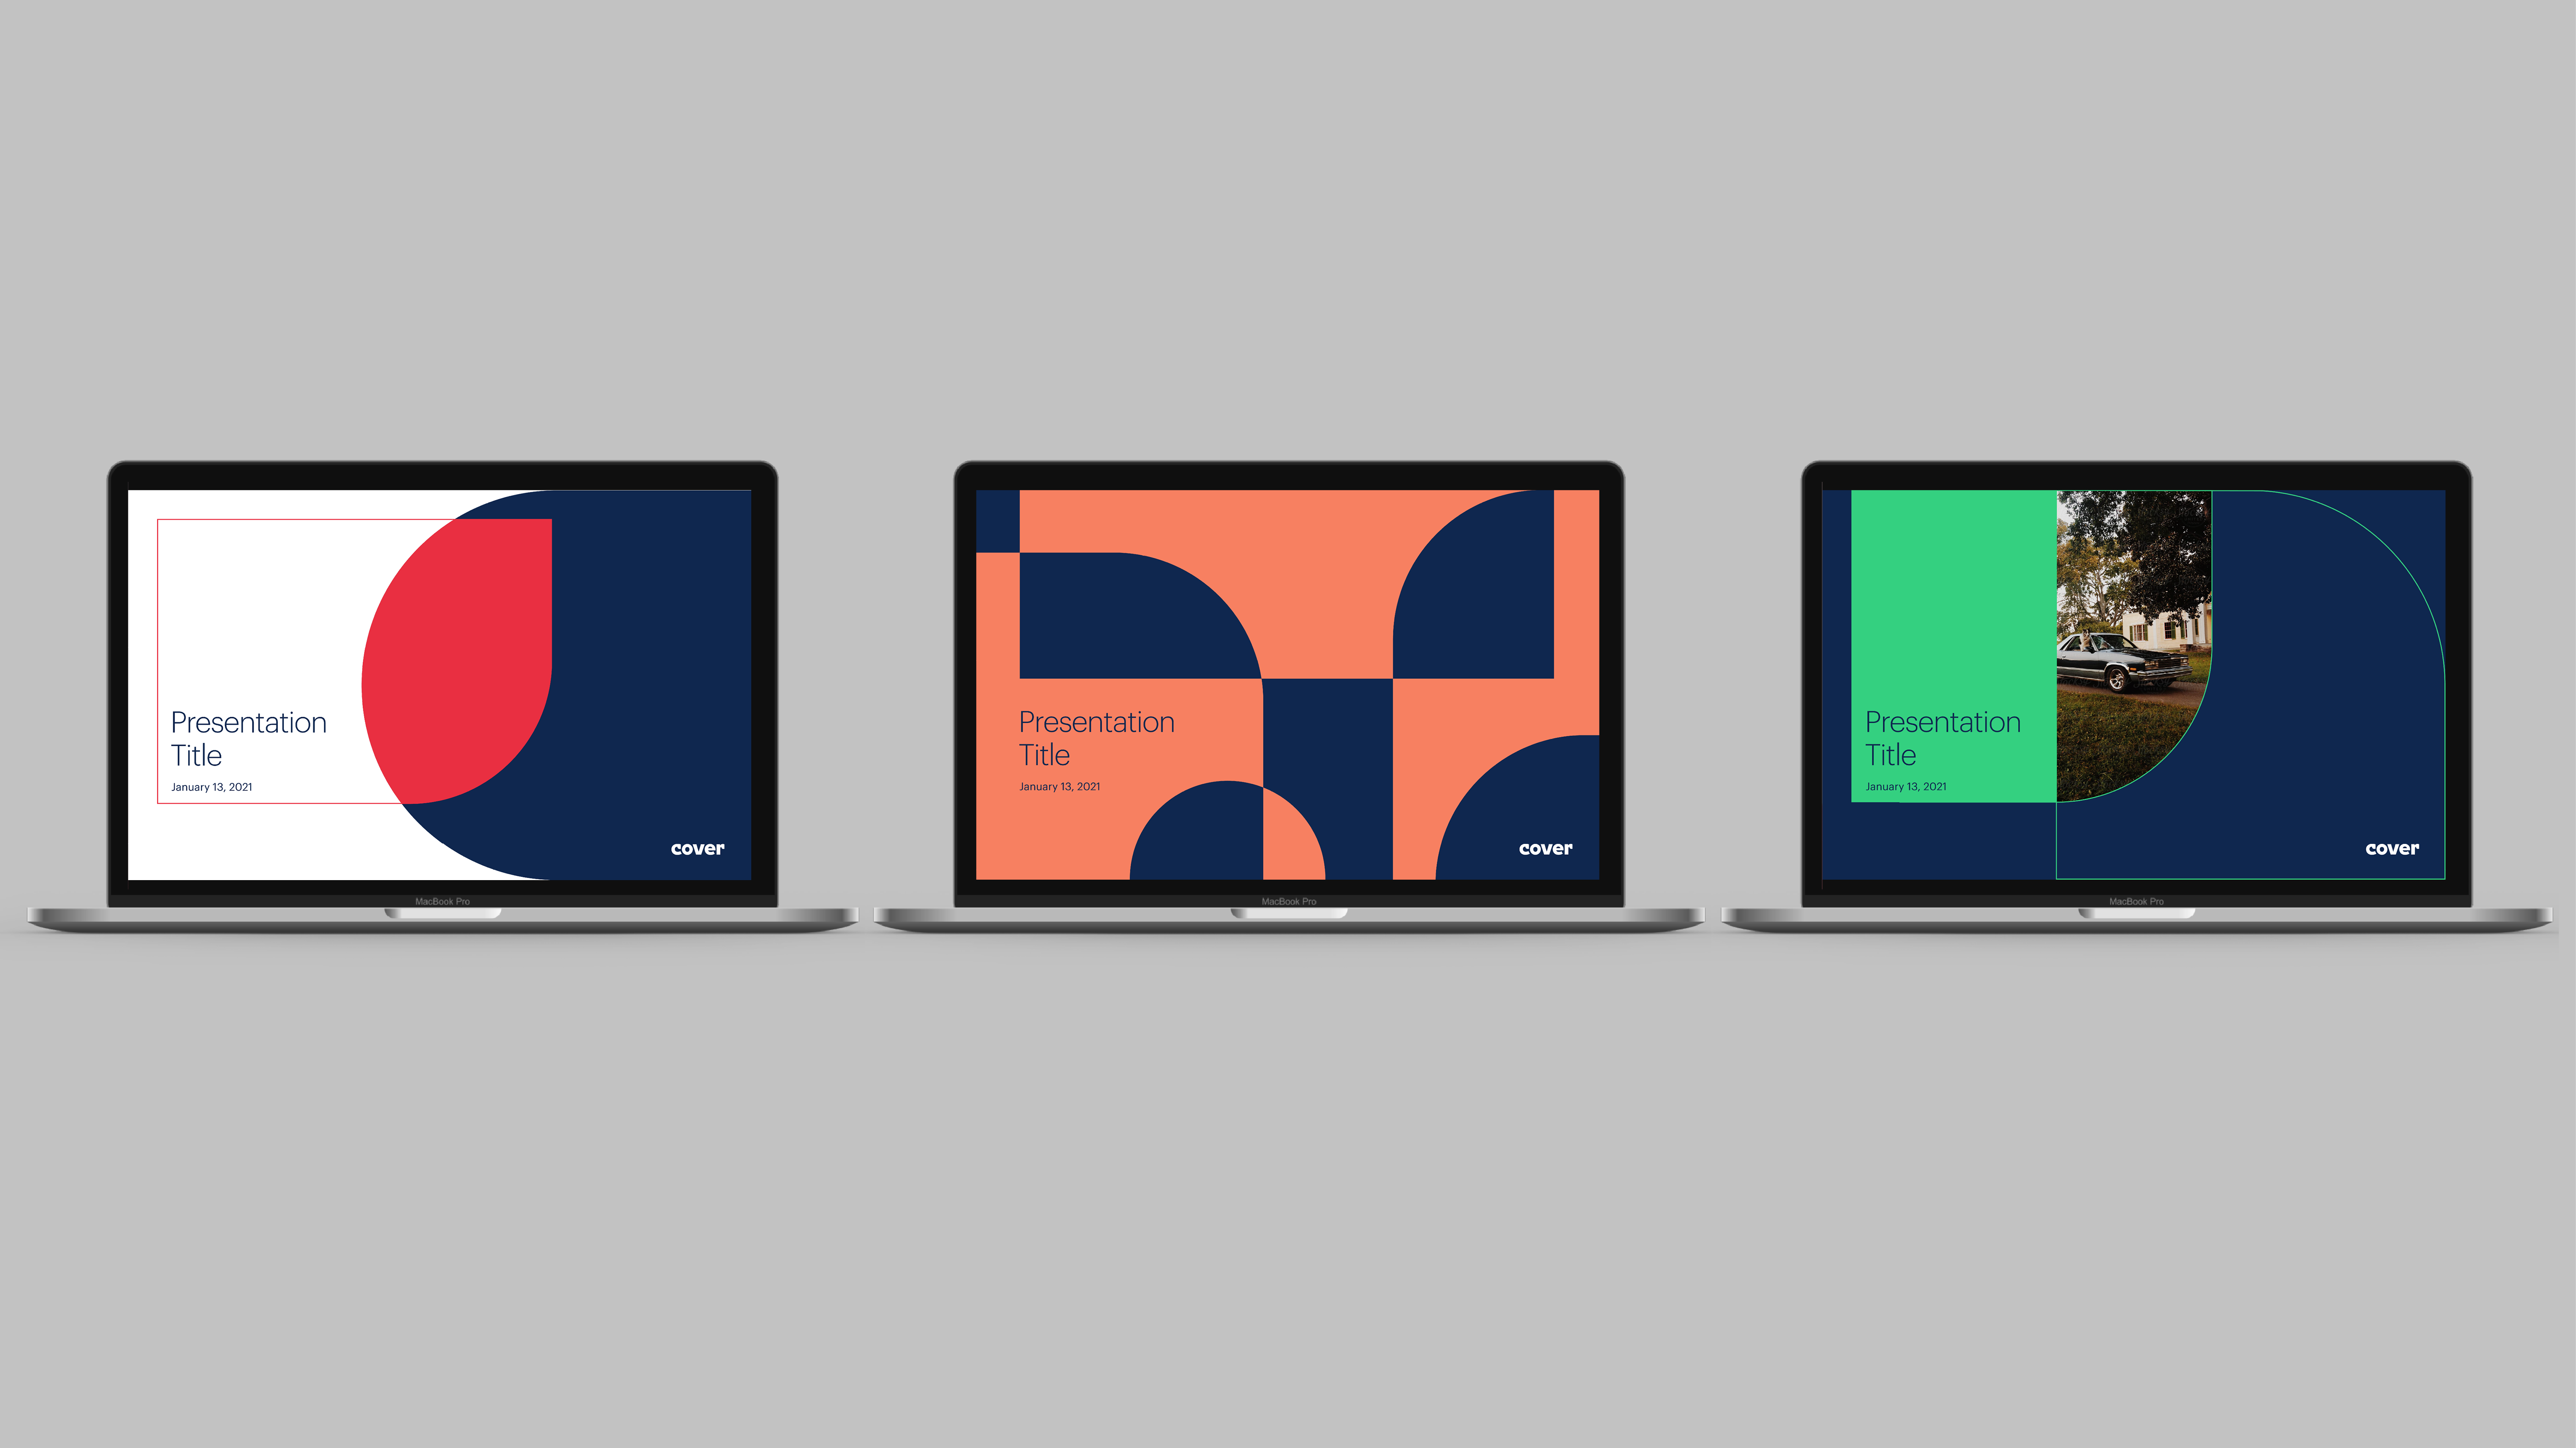 Presentation
Title
January 13, 2021
cover
MacBook Pro
Presentation
Title
January 13, 2021
cover
MacBook Pro
Presentation
Title
January 13, 2021
cover
MacBook Pro